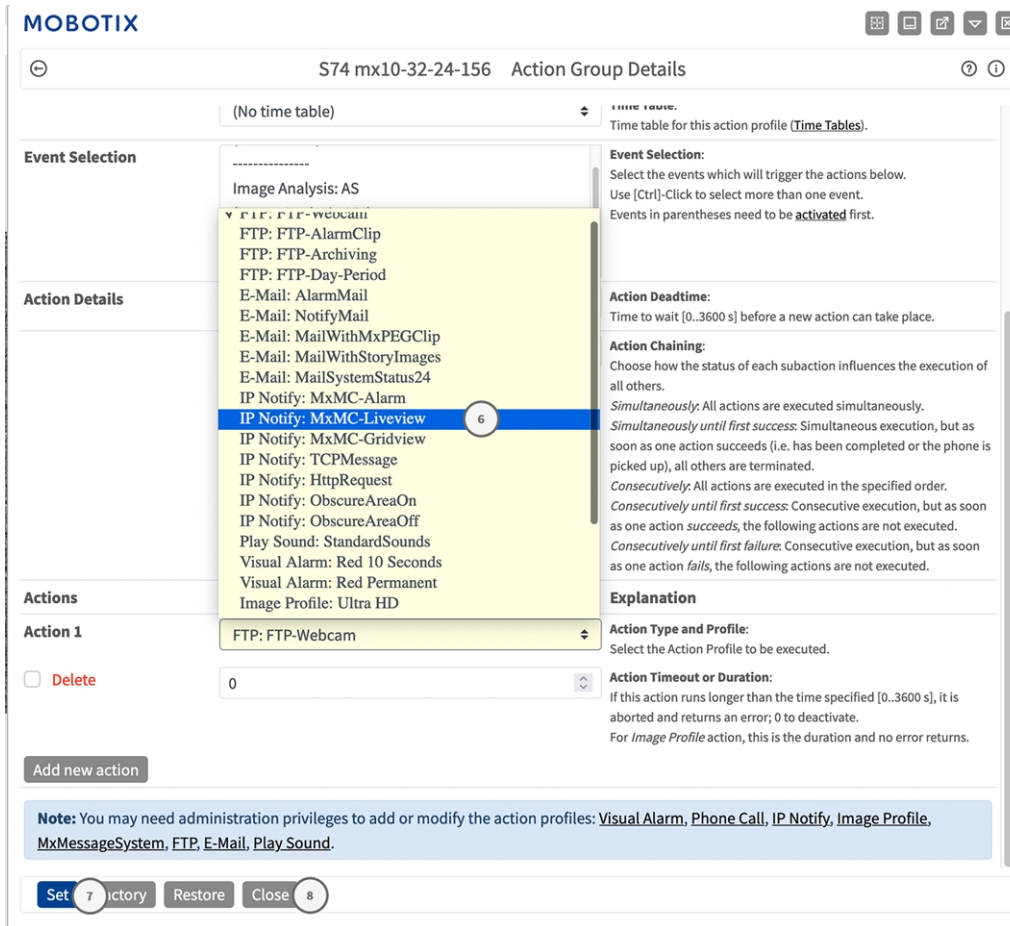 MOBOTIX
S74 mx10-32-24-156 Action Group Details
(No time table)
Time Table:
Time table for this action profile (Time Tables).
Event Selection
---------------
Image Analysis: AS
Event Selection:
Select the events which will trigger the actions below.
Use [Ctrl]-Click to select more than one event.
Events in parentheses need to be activated first.
FTP: FTP-Webcam
FTP: FTP-AlarmClip
FTP: FTP-Archiving
FTP: FTP-Day-Period
E-Mail: AlarmMail
E-Mail: NotifyMail
E-Mail: MailWithMxPEGClip
E-Mail: MailWithStoryImages
E-Mail: MailSystemStatus24
IP Notify: MxMC-Alarm
IP Notify: MxMC-Liveview 6
IP Notify: MxMC-Gridview
IP Notify: TCPMessage
IP Notify: HttpRequest
IP Notify: ObscureAreaOn
IP Notify: ObscureAreaOff
Play Sound: StandardSounds
Visual Alarm: Red 10 Seconds
Visual Alarm: Red Permanent
Image Profile: Ultra HD
Action Details
Action Deadtime:
Time to wait [0..3600 s] before a new action can take place.
Action Chaining:
Choose how the status of each subaction influences the execution of
all others.
Simultaneously: All actions are executed simultaneously.
Simultaneously until first success: Simultaneous execution, but as
soon as one action succeeds (i.e. has been completed or the phone is
picked up), all others are terminated.
Consecutively: All actions are executed in the specified order.
Consecutively until first success: Consecutive execution, but as soon
as one action succeeds, the following actions are not executed.
Consecutively until first failure: Consecutive execution, but as soon
as one action fails, the following actions are not executed.
Actions
Explanation
Action 1
FTP: FTP-Webcam
Action Type and Profile:
Select the Action Profile to be executed.
Delete
0
Action Timeout or Duration:
If this action runs longer than the time specified [0..3600 s], it is
aborted and returns an error; 0 to deactivate.
For Image Profile action, this is the duration and no error returns.
Add new action
Note: You may need administration privileges to add or modify the action profiles: Visual Alarm, Phone Call, IP Notify, Image Profile,
MxMessageSystem, FTP, E-Mail, Play Sound.
Set 7 ctory Restore Close 8